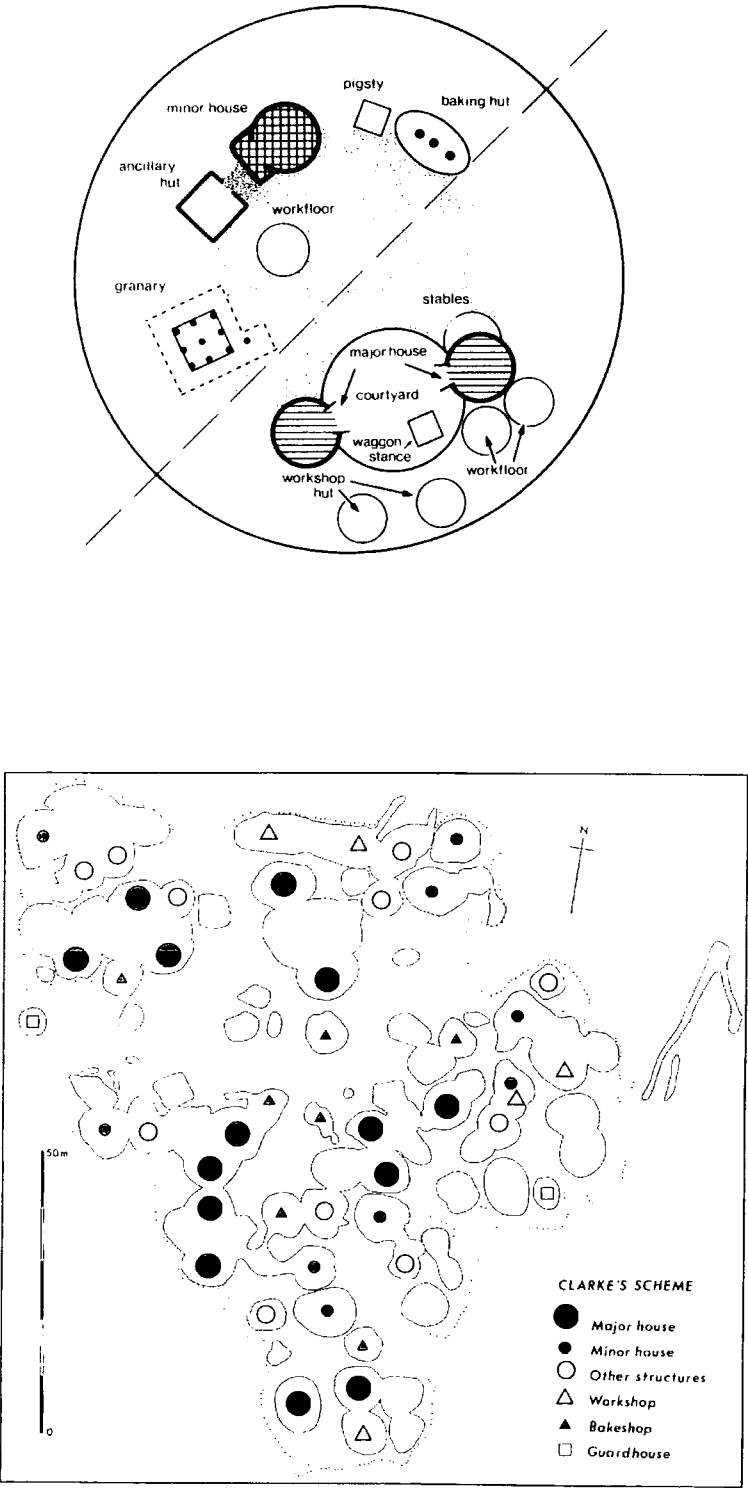 pigsty
baking hut
minor house
ancillary
hut
workfloor
granary
stables
major house
courtyard
waggon
stance
workfloor
workshop
hut
N
50m
0
CLARKE'S SCHEME
Major house
Minor house
Other structures
Workshop
Bakeshop
Guardhouse